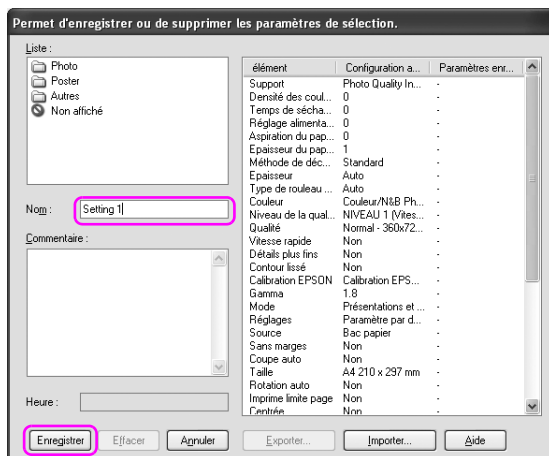 Permet d'enregistrer ou de supprimer les paramètres de sélection.
Liste :
Photo
Poster
Autres
Non affiché
Nom :
Setting 1
Commentaire :
Heure :
élément Configuration a... Paramètres enr...
Support Photo Quality In... -
Densité des coul... 0 -
Temps de sécha... 0 -
Réglage alimenta... 0 -
Aspiration du pap... 0 -
Epaisseur du pap... 1 -
Méthode de déc... Standard -
Epaisseur Auto -
Type de rouleau ... Auto -
Couleur Couleur/N&B Ph... -
Niveau de la qual... NIVEAU 1 (Vites... -
Qualité Normal - 360x72... -
Vitesse rapide Non -
Détails plus fins Non -
Contour lissé Non -
Calibration EPSON Calibration EPS... -
Gamma 1.8 -
Mode Présentations et ... -
Réglages Paramètre par d... -
Source Bac papier -
Sans marges Non -
Coupe auto Non -
Taille A4 210 x 297 mm -
Rotation auto Non -
Imprime limite page Non -
Centrée Non -
Enregistrer Effacer Annuler Exporter... Importer... Aide